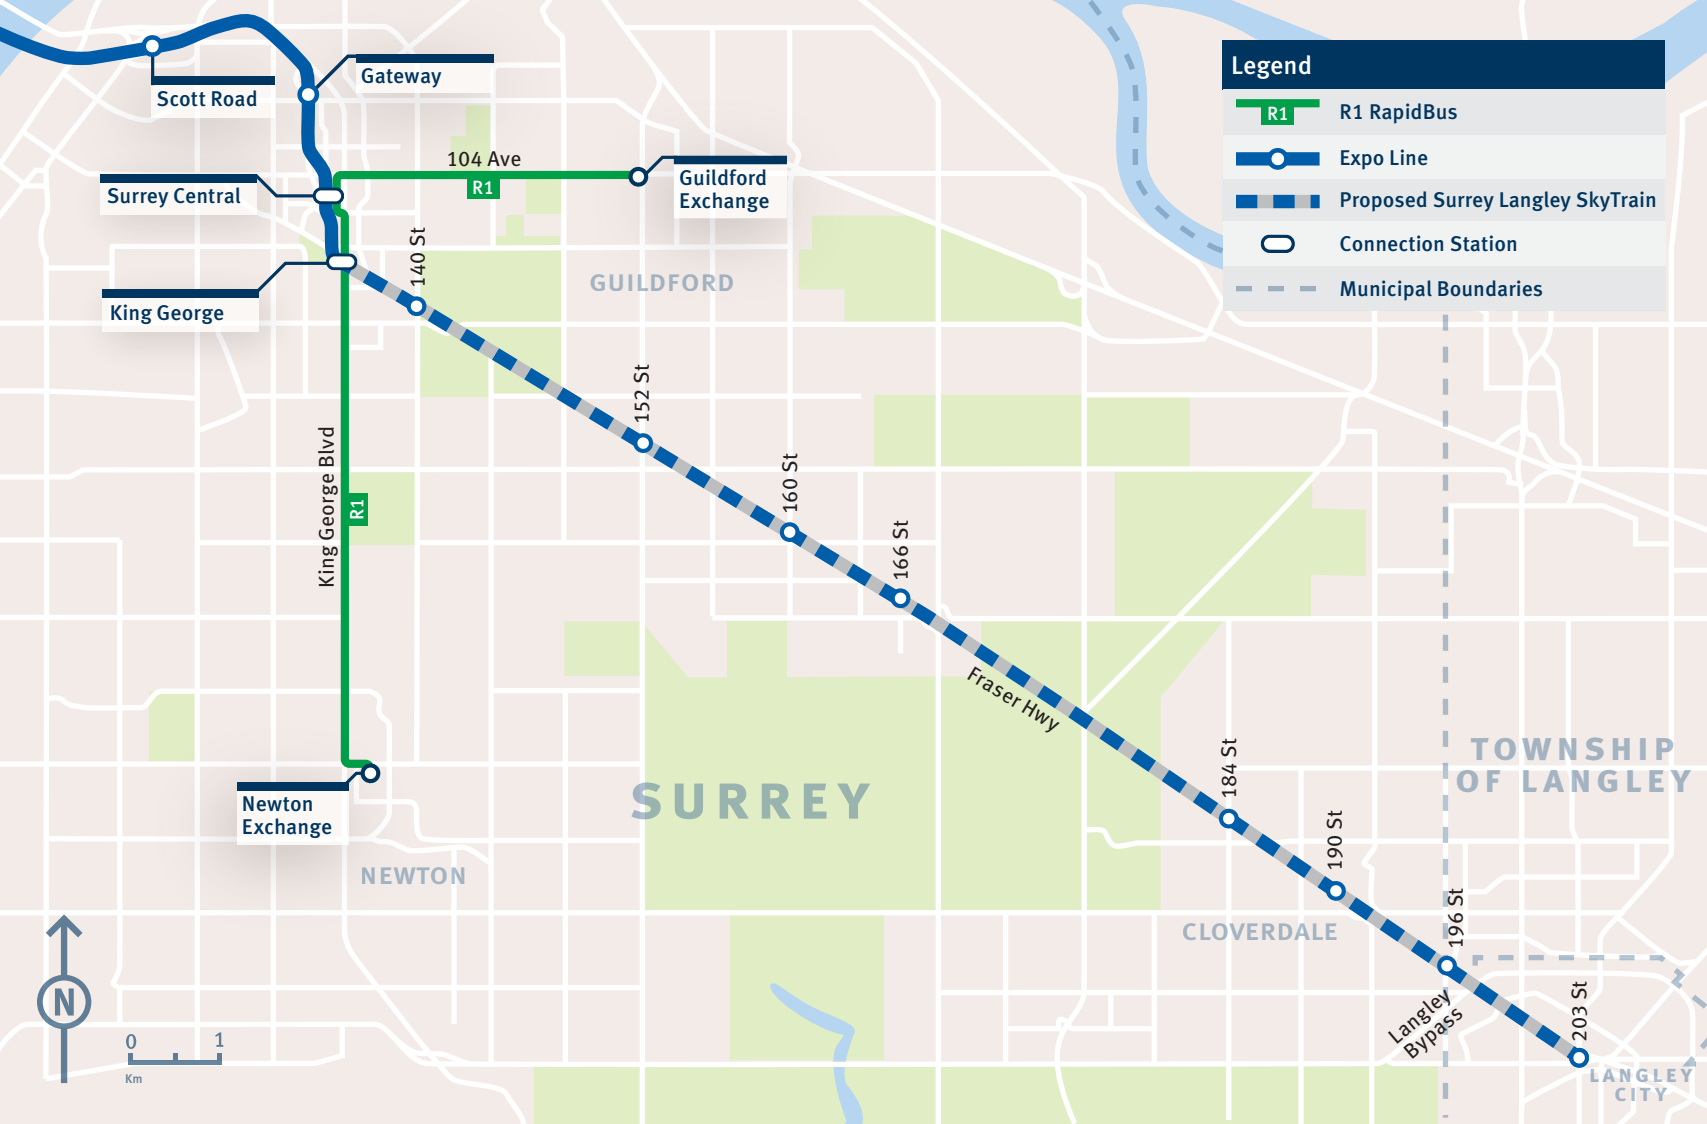 Legend
R1
R1 RapidBus
Expo Line
Proposed Surrey Langley SkyTrain
Connection Station
Municipal Boundaries
Scott Road
Gateway
Surrey Central
King George
104 Ave
R1
Guildford
Exchange
140 St
GUILDFORD
152 St
160 St
166 St
King George Blvd
R1
Fraser Hwy
184 St
190 St
196 St
203 St
Newton
Exchange
NEWTON
SURREY
TOWNSHIP
OF LANGLEY
CLOVERDALE
Langley
Bypass
LANGLEY
CITY
N
0 1
Km